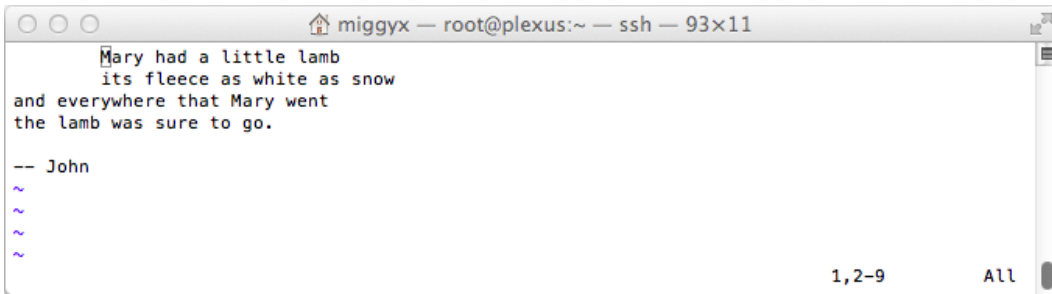 miggyx — root@plexus:~ — ssh — 93×11
Mary had a little lamb
its fleece as white as snow
and everywhere that Mary went
the lamb was sure to go.
-- John
~
~
~
~
1,2-9 All